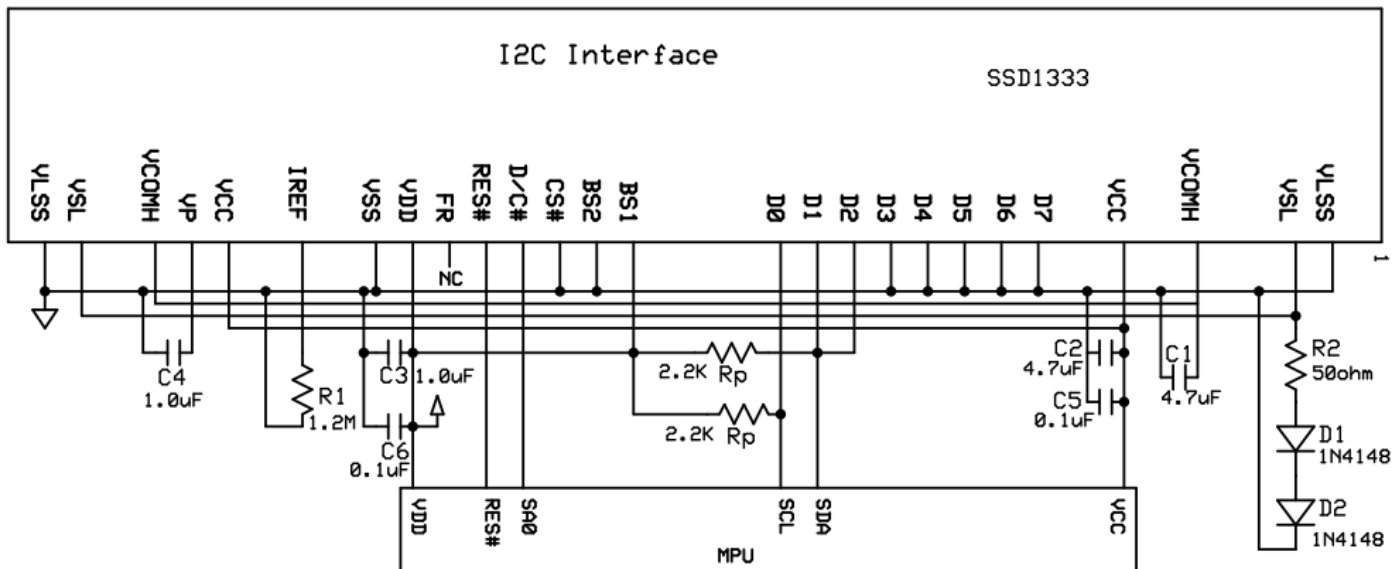 I2C Interface
SSD1333
VLSS
VSL
VCOMH
VP
VCC
IREF
VSS
VDD
FR
RES#
D/C#
CS#
BS2
BS1
D0
D1
D2
D3
D4
D5
D6
D7
VCC
VCOMH
VSL
VLSS
1
NC
C4
1.0uF
R1
1.2M
C3
1.0uF
C6
0.1uF
2.2K Rp
2.2K Rp
C2
4.7uF
C5
0.1uF
C1
4.7uF
R2
50ohm
D1
1N4148
D2
1N4148
VDD
RES#
SA0
SCL
SDA
VCC
MPU